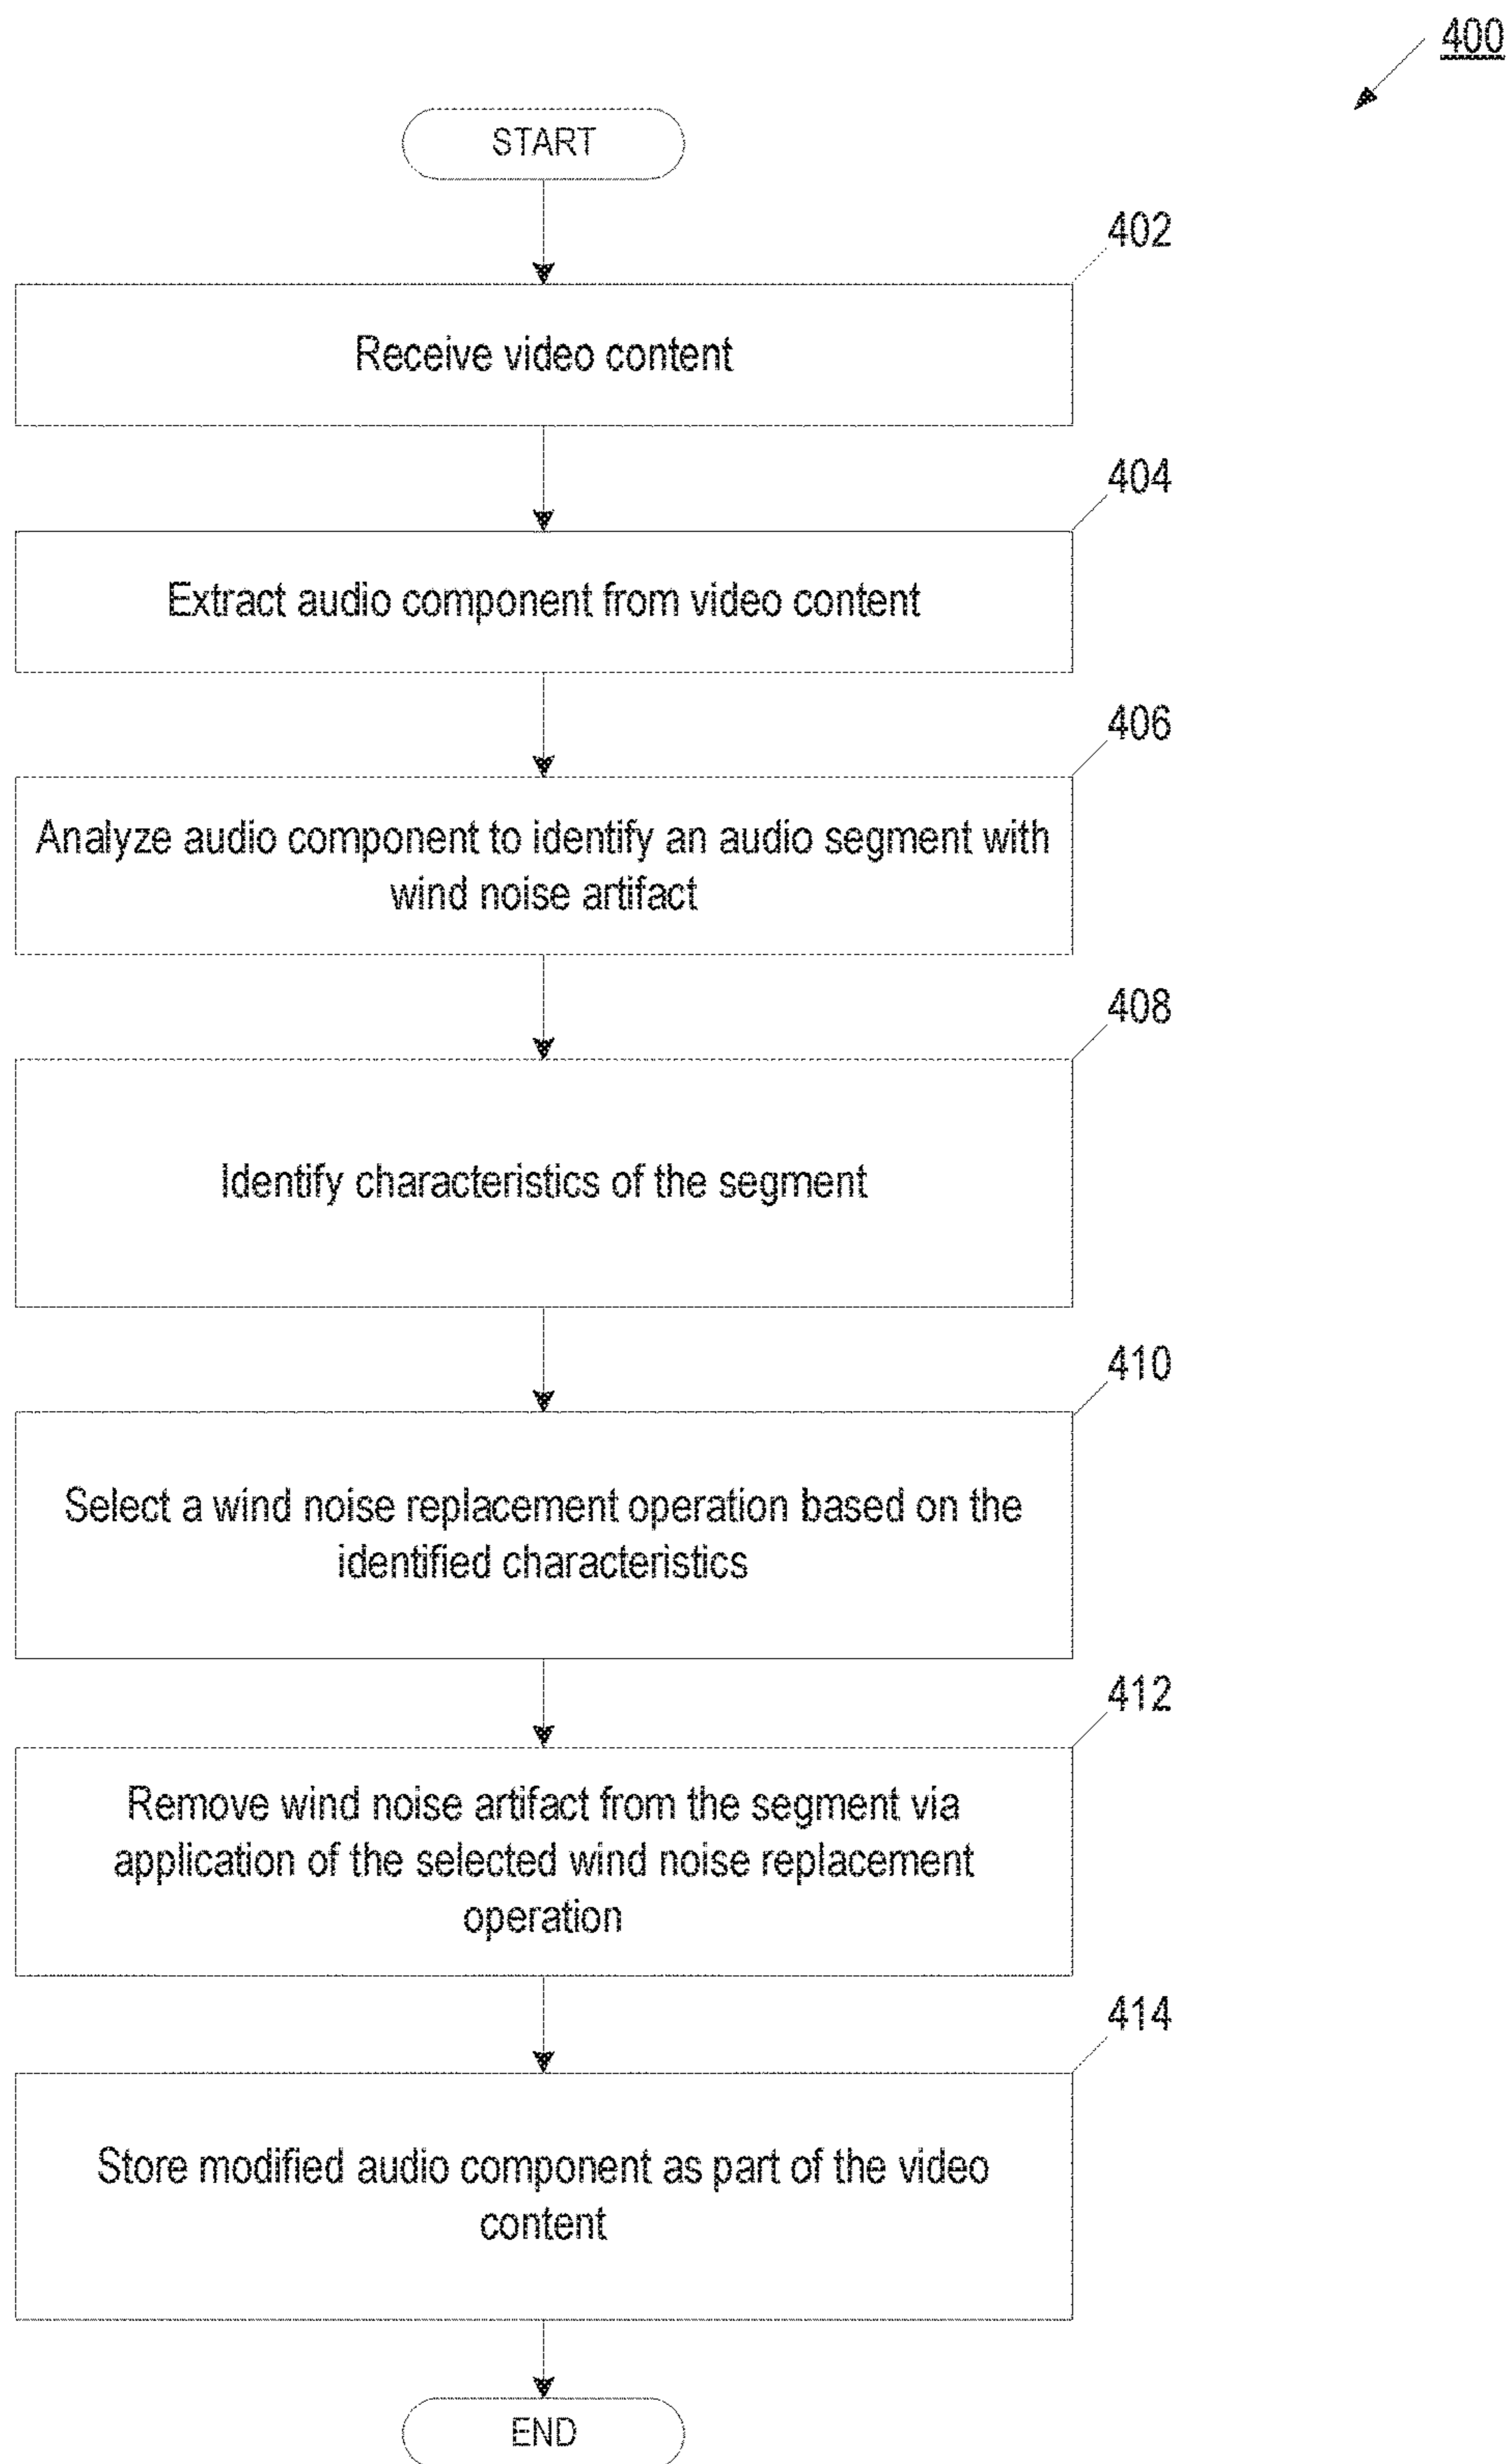 400
START
402
Receive video content
404
Extract audio component from video content
406
Analyze audio component to identify an audio segment with
wind noise artifact
408
Identify characteristics of the segment
410
Select a wind noise replacement operation based on the
identified characteristics
412
Remove wind noise artifact from the segment via
application of the selected wind noise replacement
operation
414
Store modified audio component as part of the video
content
END